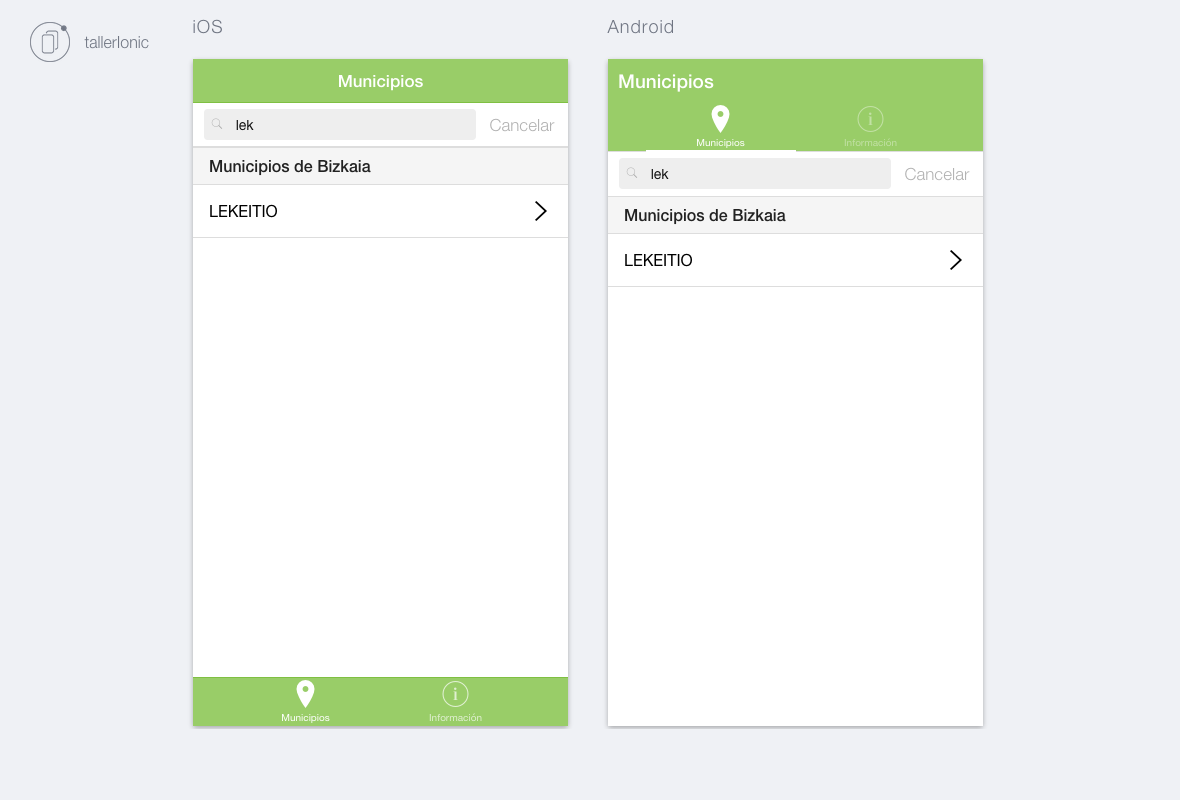 tallerIonic
iOS
Municipios
lek
Cancelar
Municipios de Bizkaia
LEKEITIO
Municipios
Información
Android
Municipios
Municipios
Información
lek
Cancelar
Municipios de Bizkaia
LEKEITIO